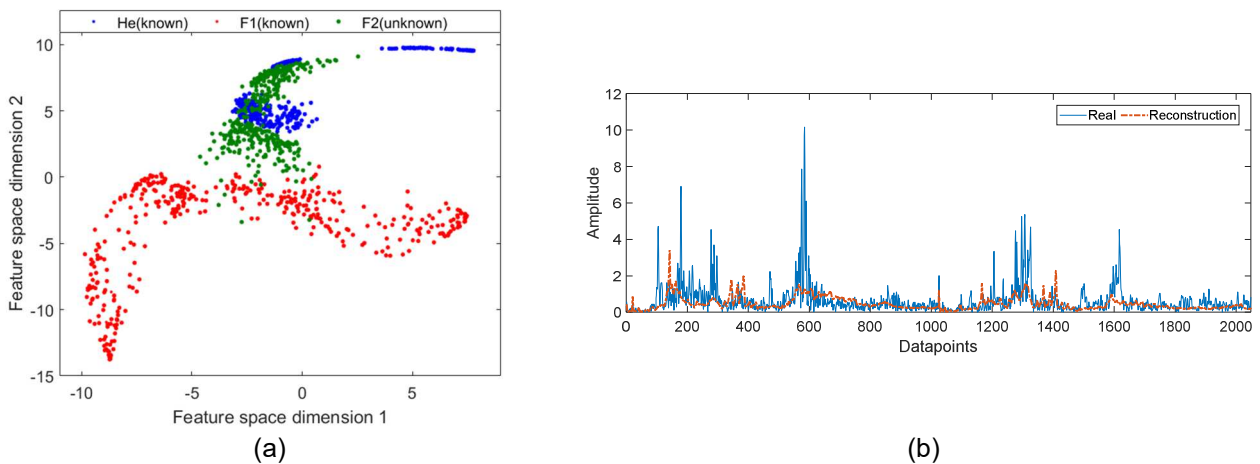 He(known) F1(known) F2(unknown)
10
5
0
-5
-10
-15
-10 -5 0 5
Feature space dimension 2
Feature space dimension 1
(a)
12
10
8
6
4
2
0
0 200 400 600 800 1000 1200 1400 1600 1800 2000
Amplitude
Datapoints
Real Reconstruction
(b)